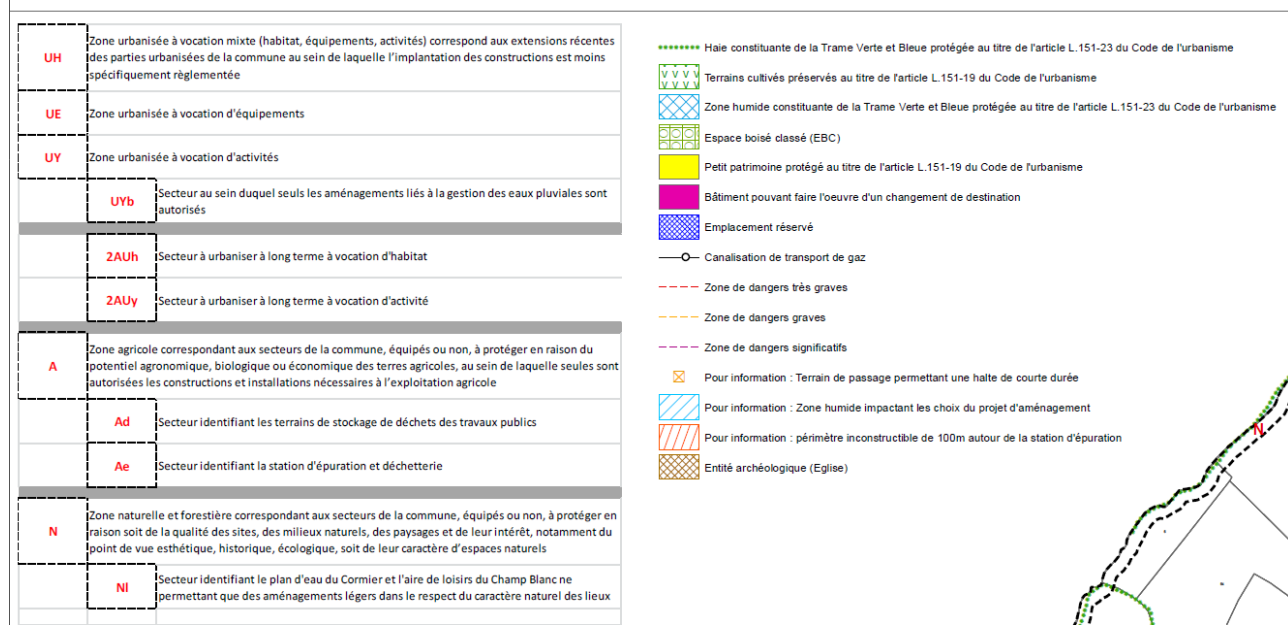 UH
Zone urbanisée à vocation mixte (habitat, équipements, activités) correspond aux extensions récentes
des parties urbanisées de la commune au sein de laquelle l'implantation des constructions est moins
spécifiquement règlementée
UE
Zone urbanisée à vocation d'équipements
UY
Zone urbanisée à vocation d'activités
UYb
Secteur au sein duquel seuls les aménagements liés à la gestion des eaux pluviales sont
autorisés
2AUh
Secteur à urbaniser à long terme à vocation d'habitat
2AUy
Secteur à urbaniser à long terme à vocation d'activité
A
Zone agricole correspondant aux secteurs de la commune, équipés ou non, à protéger en raison du
potentiel agronomique, biologique ou économique des terres agricoles, au sein de laquelle seules sont
autorisées les constructions et installations nécessaires à l'exploitation agricole
Ad
Secteur identifiant les terrains de stockage de déchets des travaux publics
Ae
Secteur identifiant la station d'épuration et déchetterie
N
Zone naturelle et forestière correspondant aux secteurs de la commune, équipés ou non, à protéger en
raison soit de la qualité des sites, des milieux naturels, des paysages et de leur intérêt, notamment du
point de vue esthétique, historique, écologique, soit de leur caractère d'espaces naturels
Nl
Secteur identifiant le plan d'eau du Cormier et l'aire de loisirs du Champ Blanc ne
permettant que des aménagements légers dans le respect du caractère naturel des lieux
Haie constituante de la Trame Verte et Bleue protégée au titre de l'article L.151-23 du Code de l'urbanisme
Terrains cultivés préservés au titre de l'article L.151-19 du Code de l'urbanisme
Zone humide constituante de la Trame Verte et Bleue protégée au titre de l'article L.151-23 du Code de l'urbanisme
Espace boisé classé (EBC)
Petit patrimoine protégé au titre de l'article L.151-19 du Code de l'urbanisme
Bâtiment pouvant faire l'oeuvre d'un changement de destination
Emplacement réservé
Canalisation de transport de gaz
Zone de dangers très graves
Zone de dangers graves
Zone de dangers significatifs
Pour information : Terrain de passage permettant une halte de courte durée
Pour information : Zone humide impactant les choix du projet d'aménagement
Pour information : périmètre inconstructible de 100m autour de la station d'épuration
Entité archéologique (Eglise)
N